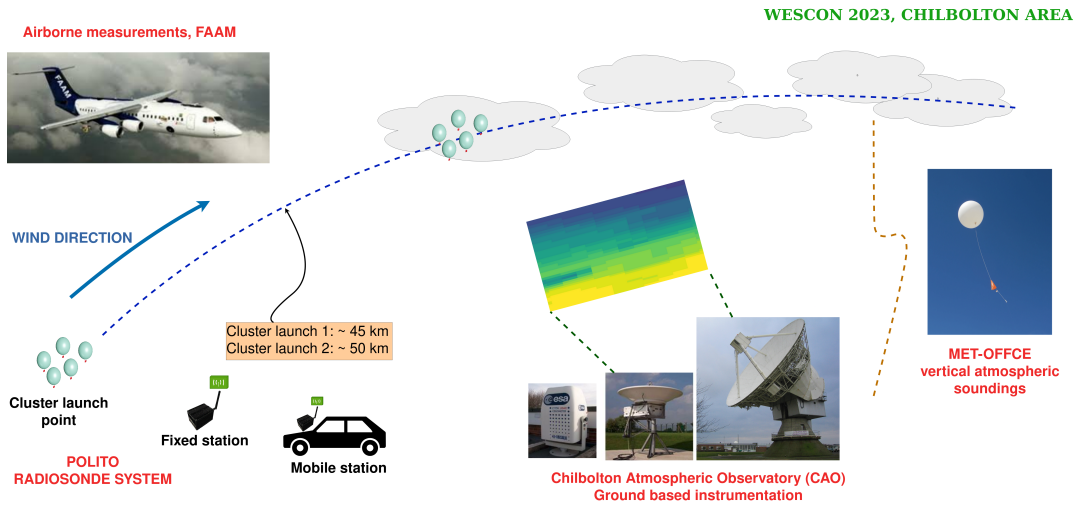 WESCON 2023, CHILBOLTON AREA
Airborne measurements, FAAM
FAAM
WIND DIRECTION
Cluster launch 1: ~ 45 km
Cluster launch 2: ~ 50 km
Cluster launch
point
Fixed station
Mobile station
POLITO
RADIOSONDE SYSTEM
esa
Chilbolton Atmospheric Observatory (CAO)
Ground based instrumentation
MET-OFFCE
vertical atmospheric
soundings